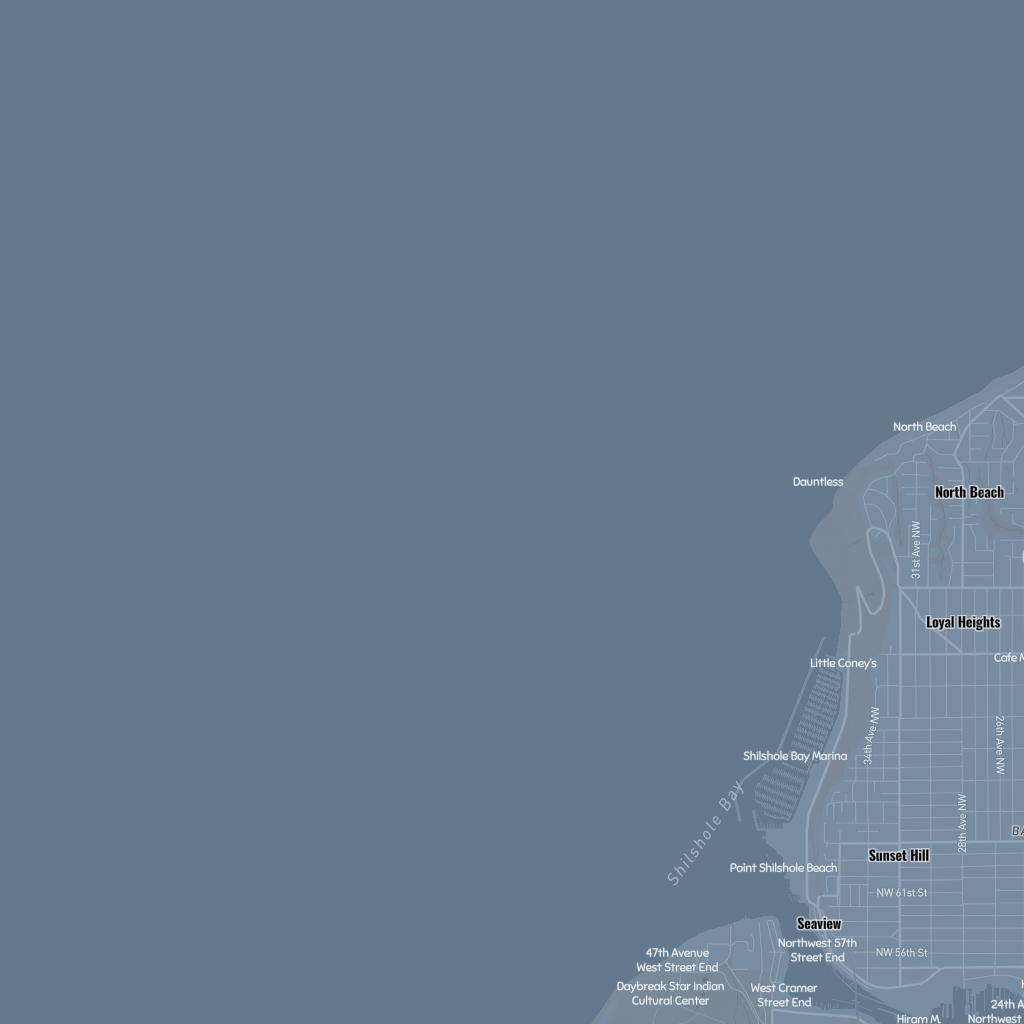 North Beach
Dauntless
North Beach
31st Ave NW
Loyal Heights
Little Coney's
Cafe
34th Ave NW
26th Ave NW
Shilshole Bay Marina
Shilshole Bay
28th Ave NW
Sunset Hill
Point Shilshole Beach
NW 61st St
Seaview
Northwest 57th
Street End
47th Avenue
West Street End
NW 56th St
Daybreak Star Indian
Cultural Center
West Cramer
Street End
24th A
Hiram M.
Northwest